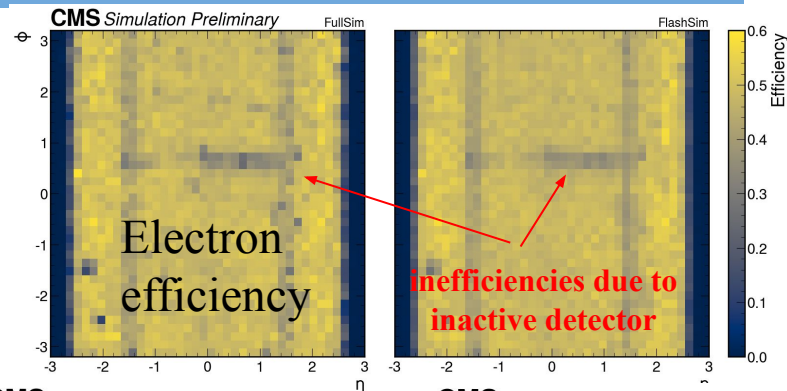 CMS Simulation Preliminary FullSim
FlashSim
ϕ
3
2
1
0
-1
-2
-3
-3 -2 -1 0 1 2 3
η
-3 -2 -1 0 1 2 3
0.6
0.5
0.4
0.3
0.2
0.1
0.0
Efficiency
Electron
efficiency
inefficiencies due to
inactive detector